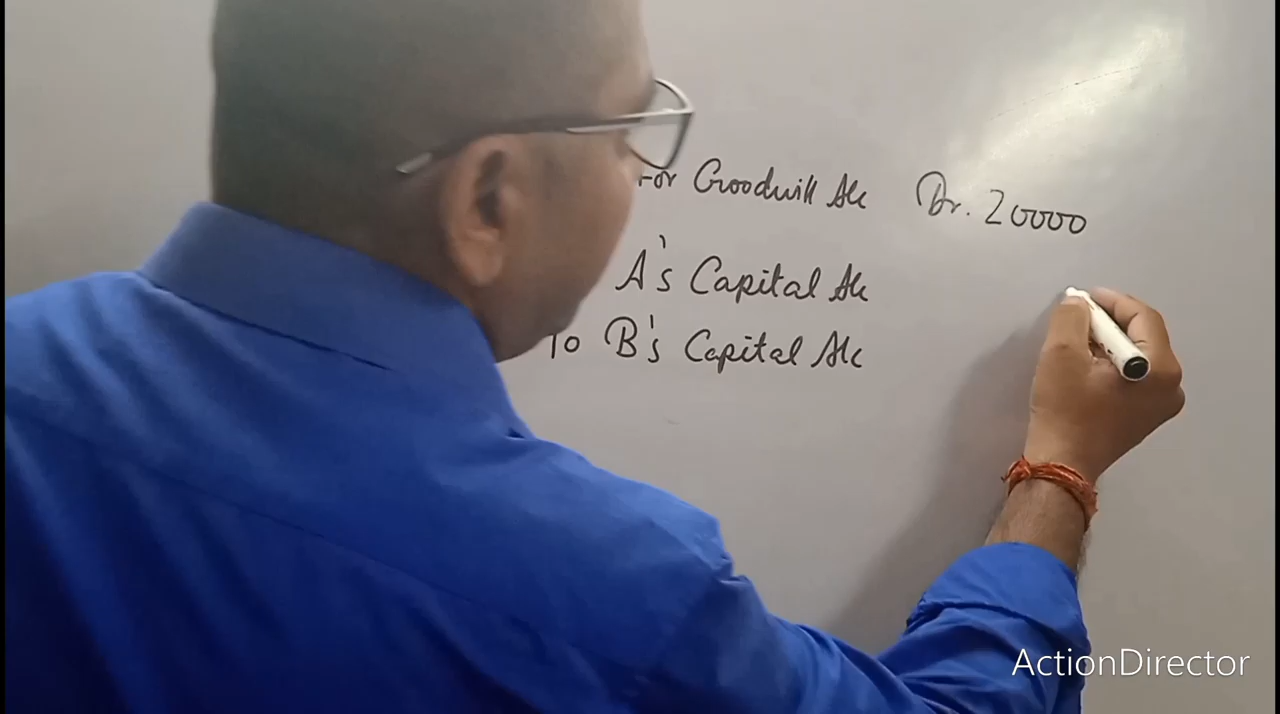 For Goodwill A/c Dr. 20000
A's Capital A/c
To B's Capital A/c
ActionDirector